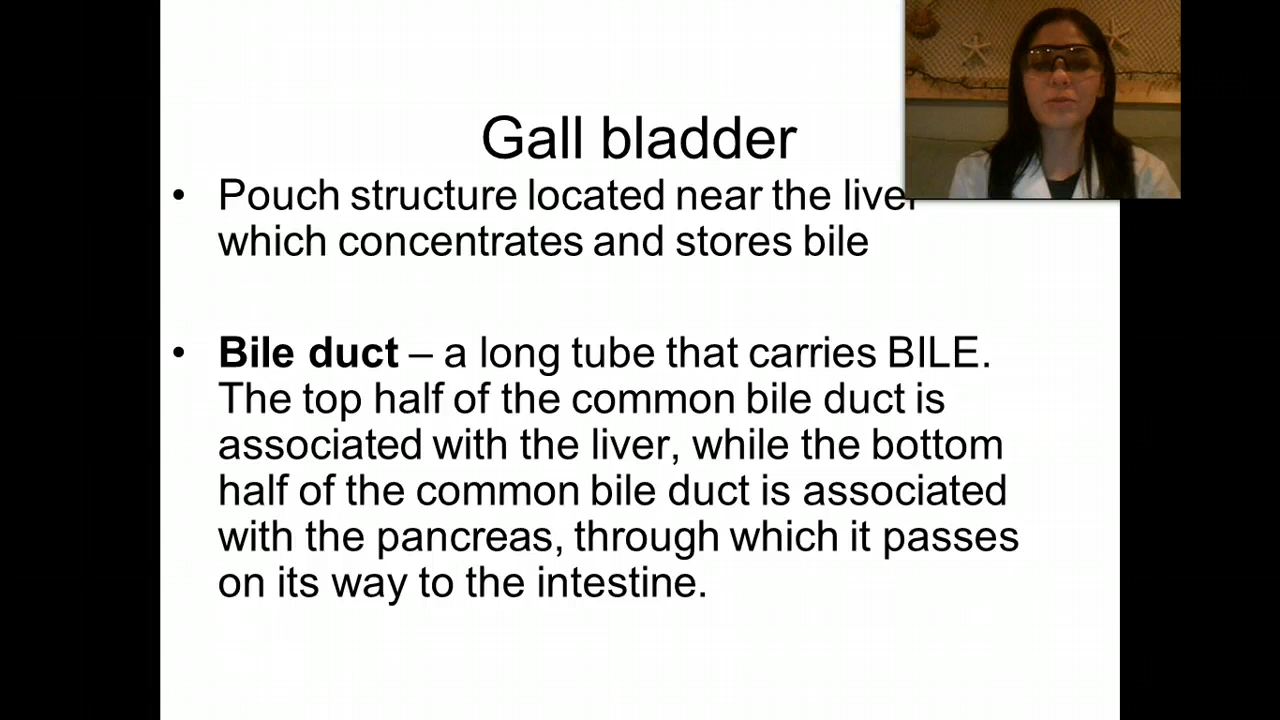 Gall bladder
• Pouch structure located near the liver
which concentrates and stores bile
• Bile duct – a long tube that carries BILE.
The top half of the common bile duct is
associated with the liver, while the bottom
half of the common bile duct is associated
with the pancreas, through which it passes
on its way to the intestine.